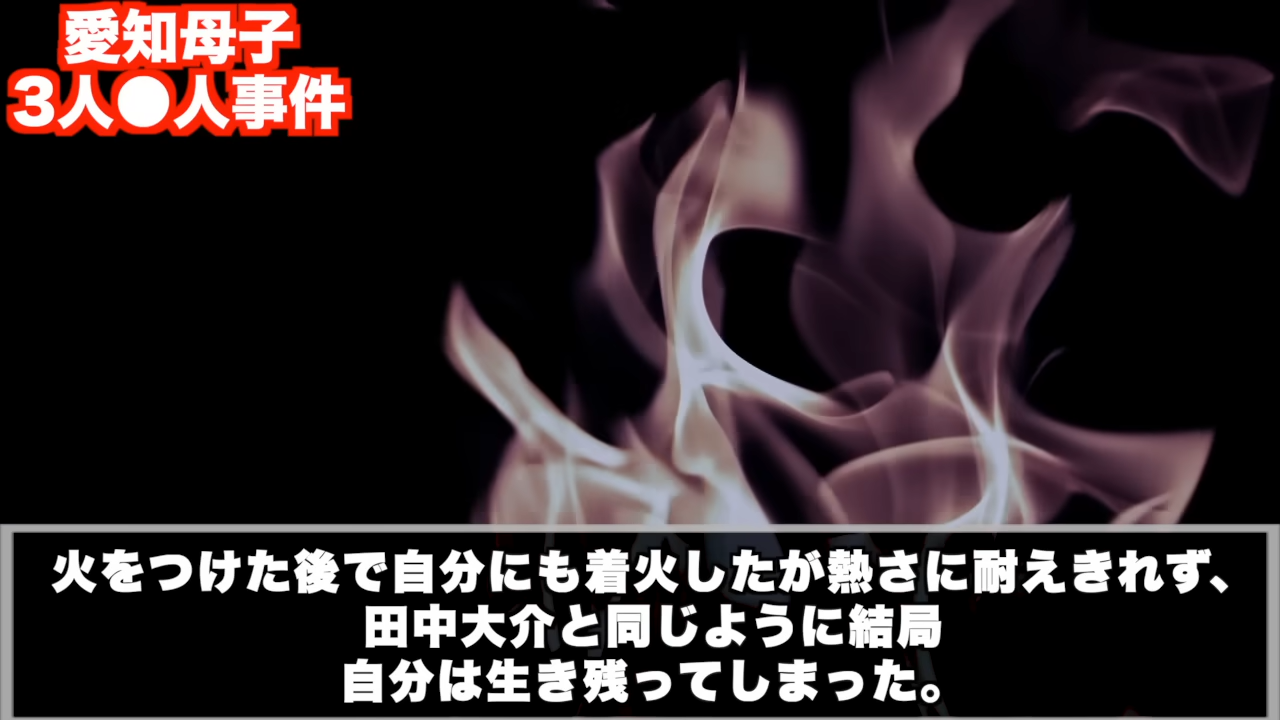 愛知母子
3人●人事件
火をつけた後で自分にも着火したが熱さに耐えきれず、
田中大介と同じように結局
自分は生き残ってしまった。